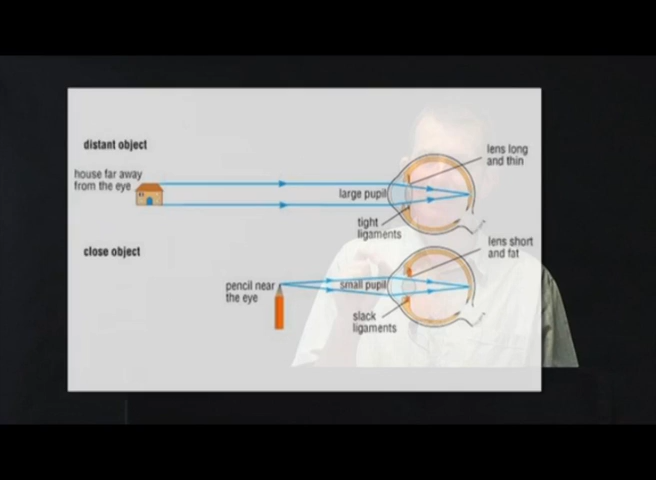 distant object
house far away
from the eye
large pupil
lens long
and thin
tight
ligaments
close object
pencil near
the eye
small pupil
lens short
and fat
slack
ligaments